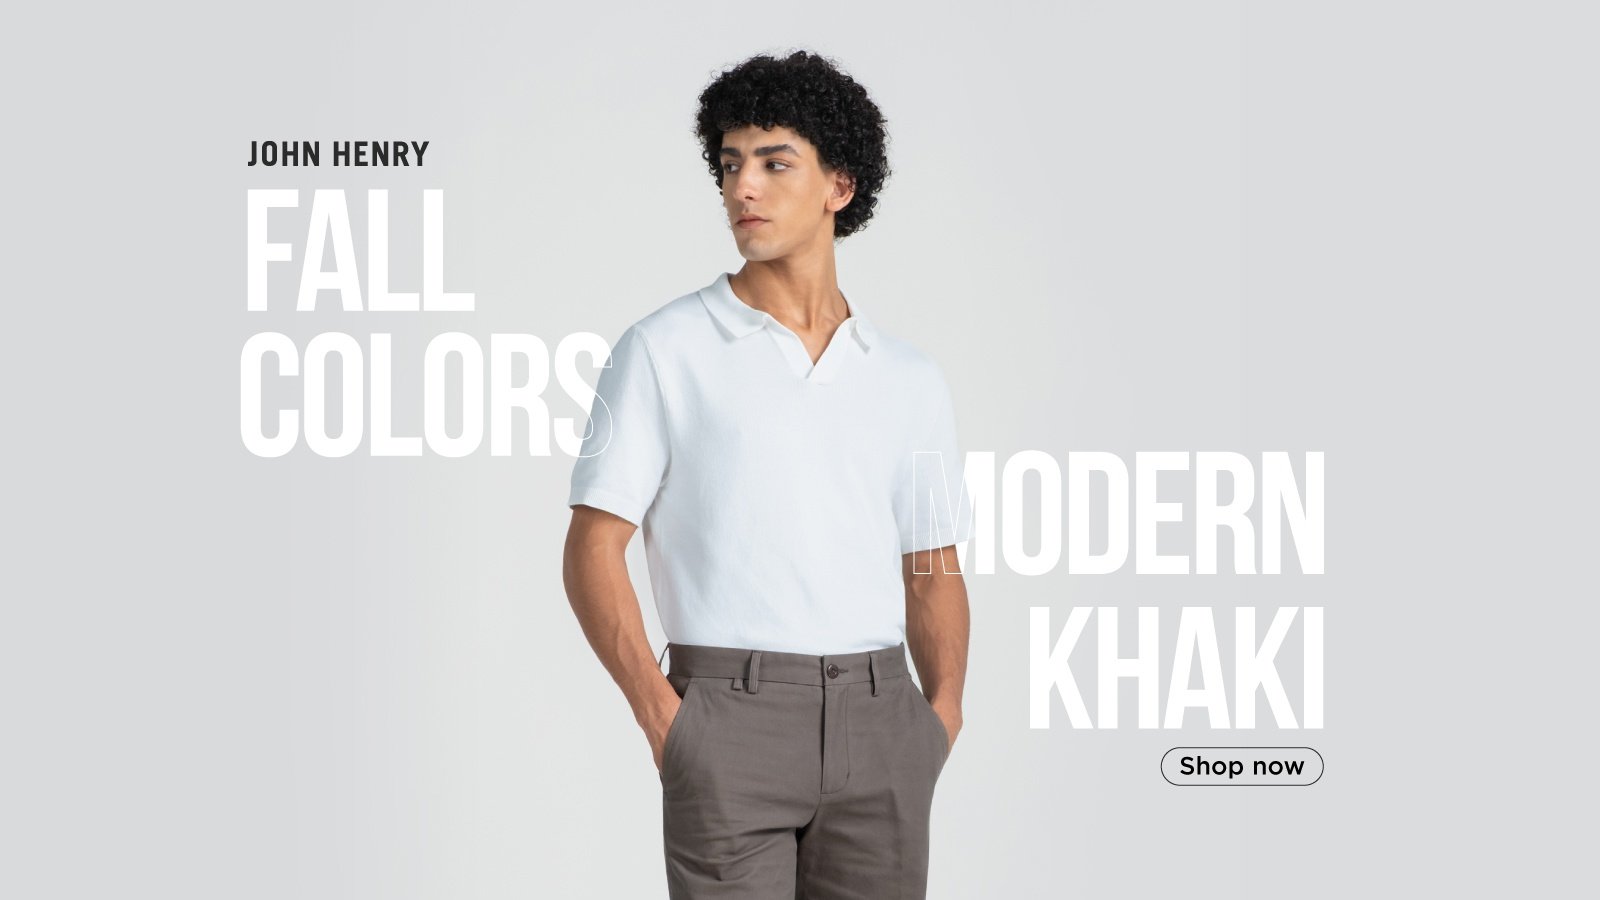 JOHN HENRY
FALL
COLORS
MODERN
KHAKI
Shop now